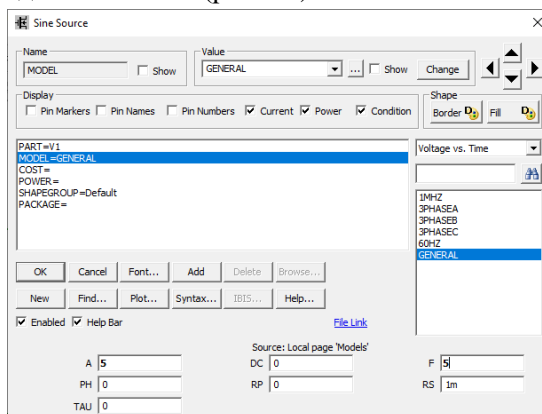 Sine Source
Name
MODEL
Show
Value
GENERAL
...
Show
Change
Display
Pin Markers
Pin Names
Pin Numbers
Current
Power
Condition
Shape
Border
Fill
PART=V1
MODEL=GENERAL
COST=
POWER=
SHAPEGROUP=Default
PACKAGE=
Voltage vs. Time
1MHZ
3PHASEA
3PHASEB
3PHASEC
60HZ
GENERAL
OK
Cancel
Font...
Add
Delete
Browse...
New
Find...
Plot...
Syntax...
IBIS...
Help...
Enabled
Help Bar
File Link
Source: Local page 'Models'
A 5
DC 0
F 5
PH 0
RP 0
RS 1m
TAU 0